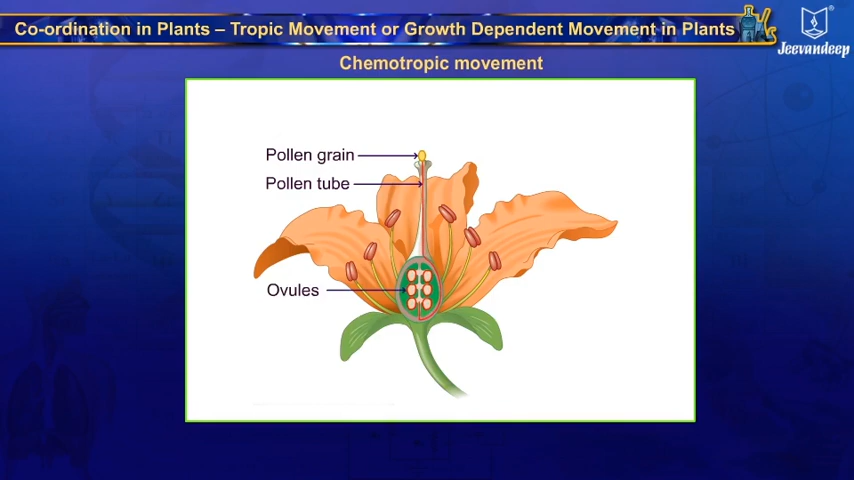 Co-ordination in Plants – Tropic Movement or Growth Dependent Movement in Plants
Jeevandeep
Chemotropic movement
Pollen grain
Pollen tube
Ovules